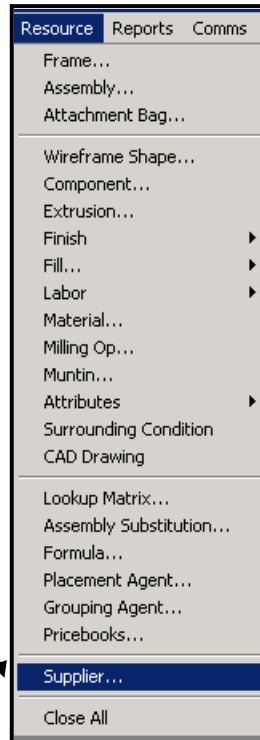 Resource Reports Comms
Frame...
Assembly...
Attachment Bag...
Wireframe Shape...
Component...
Extrusion...
Finish
Fill...
Labor
Material...
Milling Op...
Muntin...
Attributes
Surrounding Condition
CAD Drawing
Lookup Matrix...
Assembly Substitution...
Formula...
Placement Agent...
Grouping Agent...
Pricebooks...
Supplier...
Close All